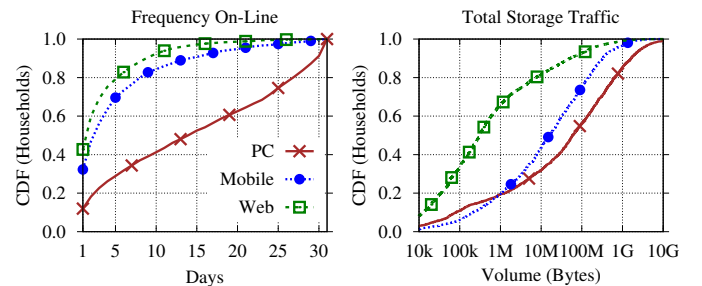 Frequency On-Line
CDF (Households)
1.0
0.8
0.6
0.4
0.2
0.0
PC
Mobile
Web
1 5 10 15 20 25 30
Days
Total Storage Traffic
CDF (Households)
1.0
0.8
0.6
0.4
0.2
0.0
10k 100k 1M 10M 100M 1G 10G
Volume (Bytes)